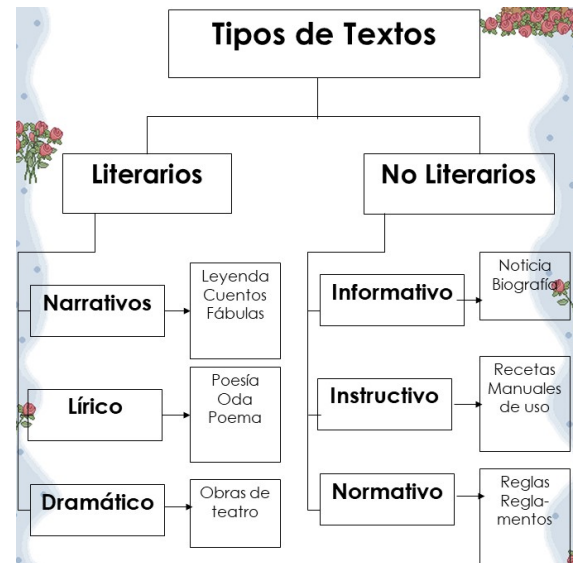 Tipos de Textos
Literarios
No Literarios
Narrativos
Leyenda
Cuentos
Fábulas
Informativo
Noticia
Biografía
Lírico
Poesía
Oda
Poema
Instructivo
Recetas
Manuales
de uso
Dramático
Obras de
teatro
Normativo
Reglas
Regla-
mentos